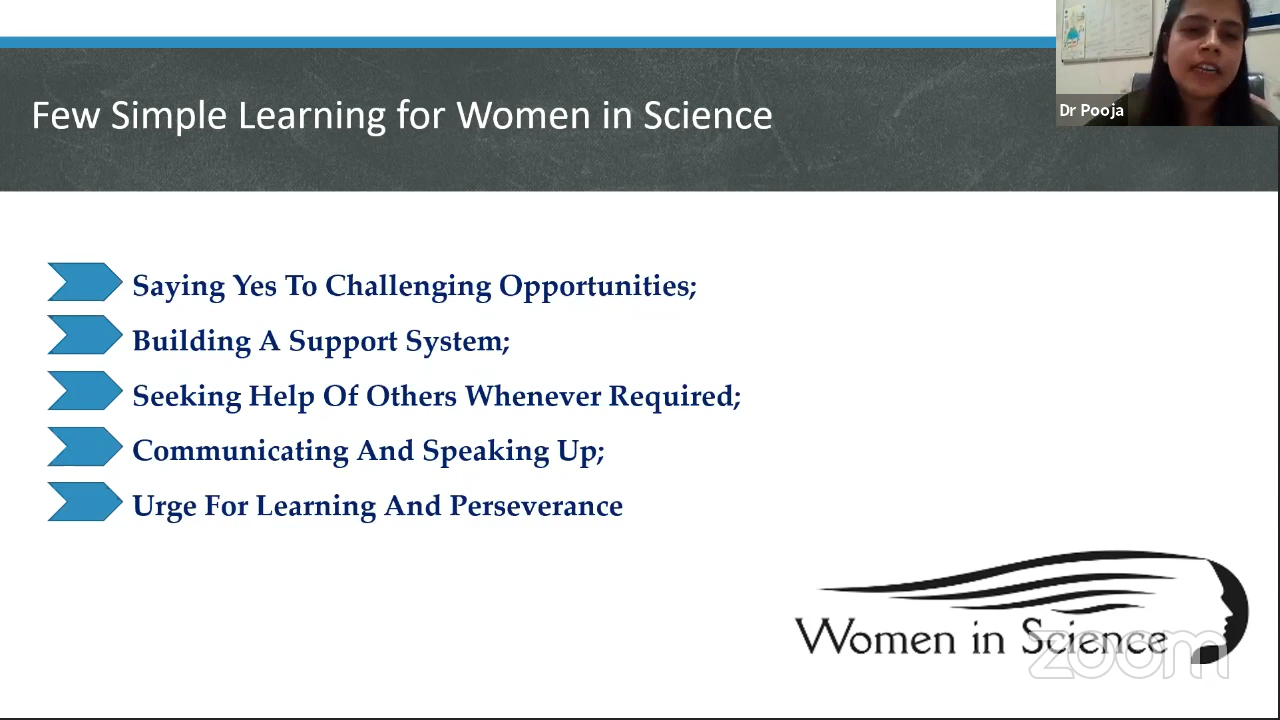 Few Simple Learning for Women in Science
Dr Pooja
Saying Yes To Challenging Opportunities;
Building A Support System;
Seeking Help Of Others Whenever Required;
Communicating And Speaking Up;
Urge For Learning And Perseverance
Women in Science
zoom